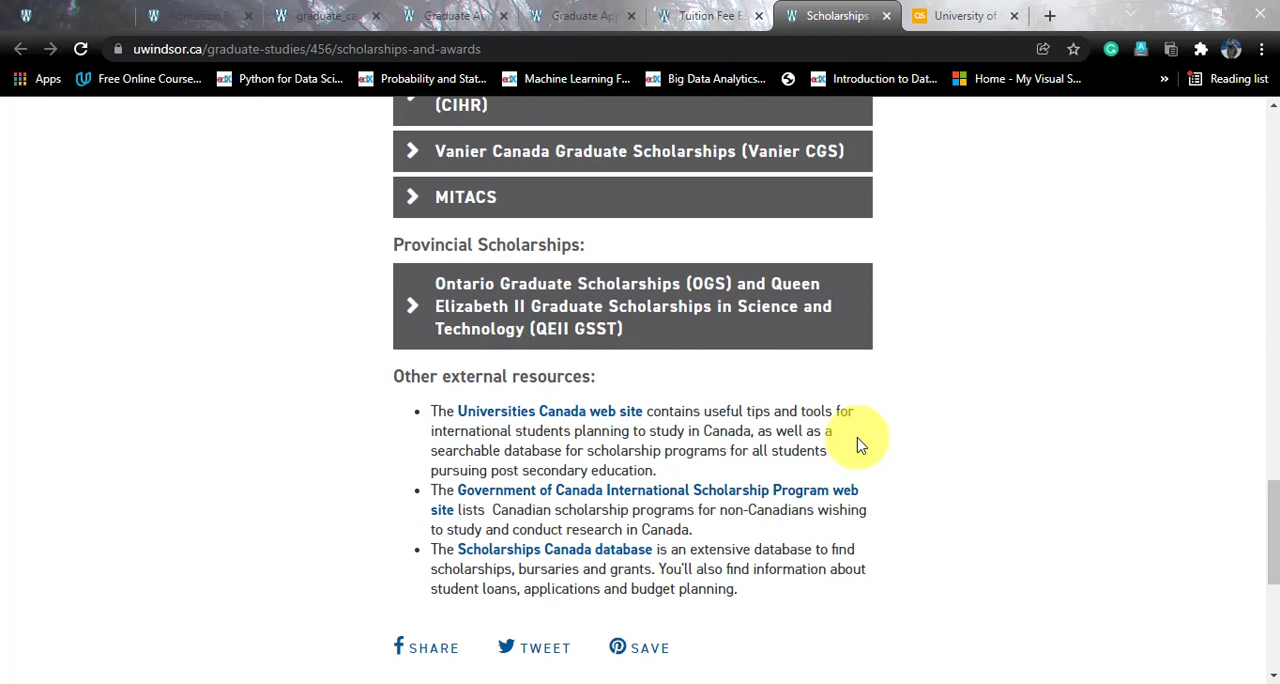 graduate_ca
Graduate A
Graduate App
Tuition Fee E
Scholarships
University of
uwindsor.ca/graduate-studies/456/scholarships-and-awards
Apps
Free Online Course...
Python for Data Sci...
Probability and Stat...
Machine Learning F...
Big Data Analytics...
Introduction to Dat...
Home - My Visual S...
»
Reading list
(CIHR)
Vanier Canada Graduate Scholarships (Vanier CGS)
MITACS
Provincial Scholarships:
Ontario Graduate Scholarships (OGS) and Queen
Elizabeth II Graduate Scholarships in Science and
Technology (QEII GSST)
Other external resources:
• The Universities Canada web site contains useful tips and tools for
international students planning to study in Canada, as well as a
searchable database for scholarship programs for all students
pursuing post secondary education.
• The Government of Canada International Scholarship Program web
site lists Canadian scholarship programs for non-Canadians wishing
to study and conduct research in Canada.
• The Scholarships Canada database is an extensive database to find
scholarships, bursaries and grants. You'll also find information about
student loans, applications and budget planning.
SHARE
TWEET
SAVE